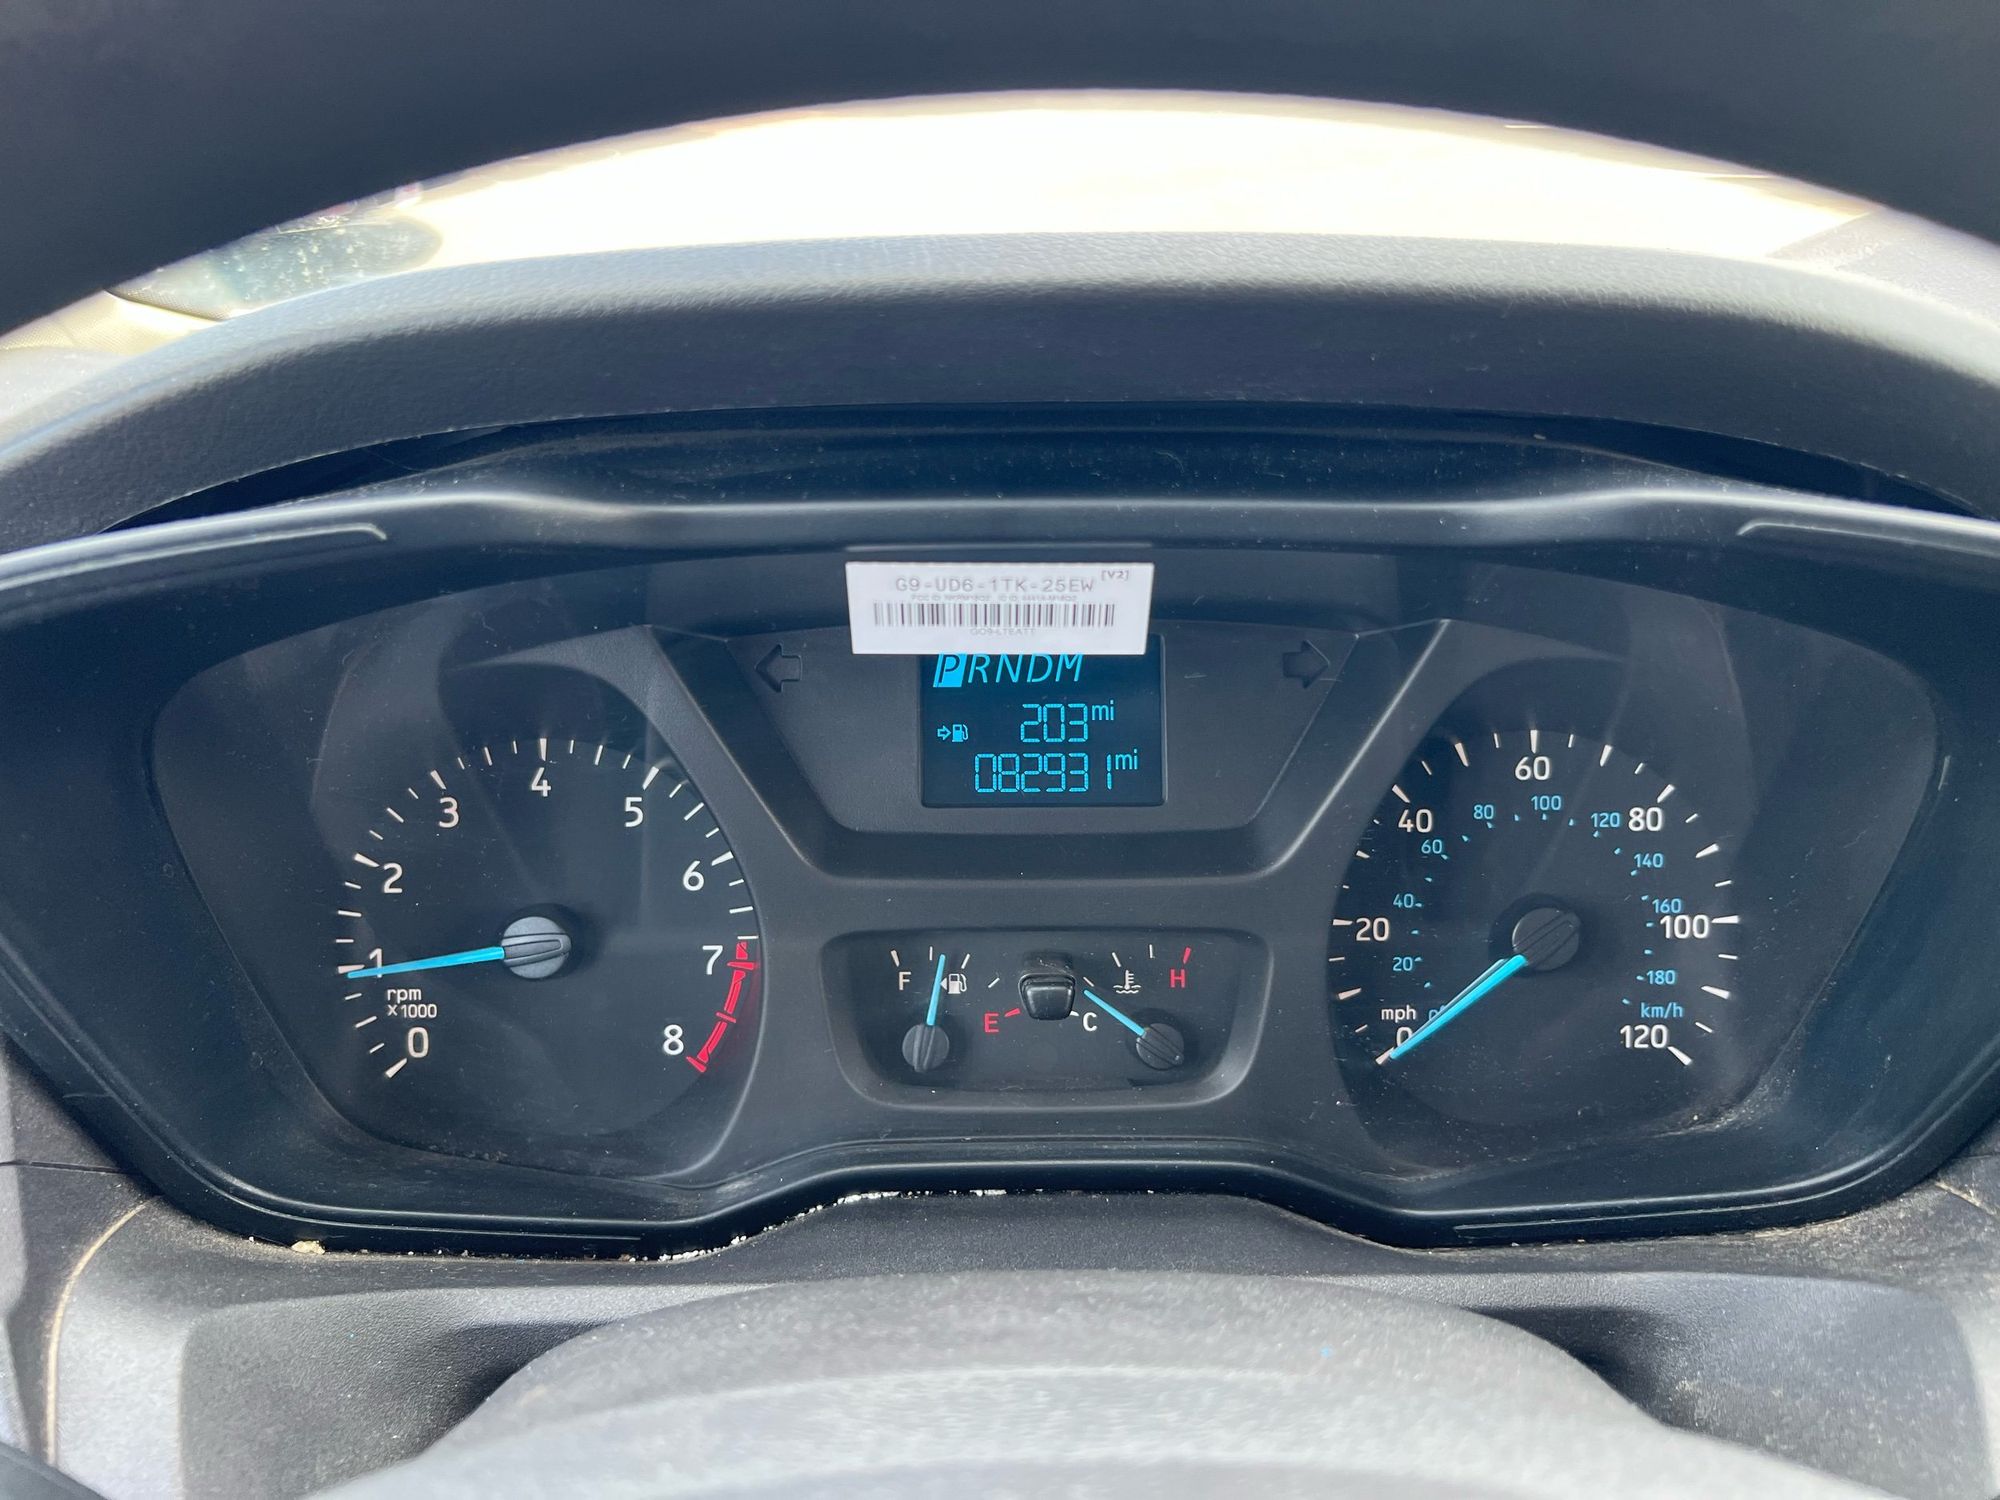 G9-UD6-1TK-25EW [V2]
GO9-LTEATT
PRNDM
203 mi
082931 mi
0 1 2 3 4 5 6 7 8
rpm
x1000
F E
C H
0 20 40 60 80 100 120
mph
20 40 60 80 100 120 140 160 180
km/h